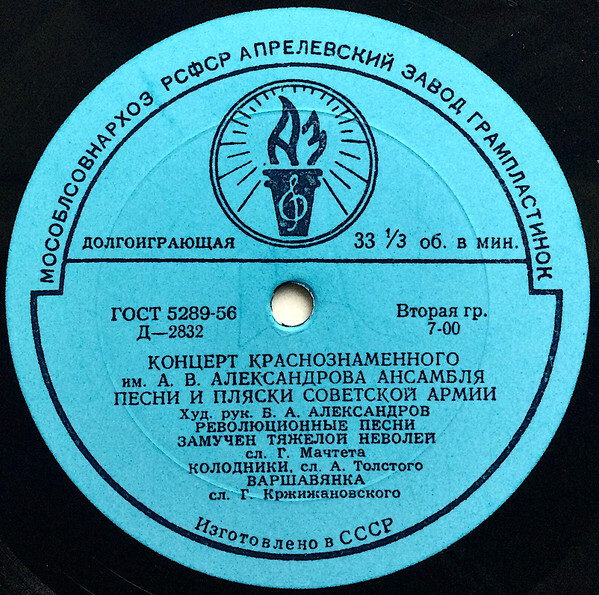 МОСОБЛСОВНАРХОЗ РСФСР АПРЕЛЕВСКИЙ ЗАВОД ГРАМПЛАСТИНОК
АЗ
ДОЛГОИГРАЮЩАЯ 33 ⅓ об. в мин.
ГОСТ 5289-56 Вторая гр.
Д—2832 7-00
КОНЦЕРТ КРАСНОЗНАМЕННОГО
им. А. В. АЛЕКСАНДРОВА АНСАМБЛЯ
ПЕСНИ И ПЛЯСКИ СОВЕТСКОЙ АРМИИ
Худ. рук. Б. А. АЛЕКСАНДРОВ
РЕВОЛЮЦИОННЫЕ ПЕСНИ
ЗАМУЧЕН ТЯЖЕЛОЙ НЕВОЛЕЙ
сл. Г. Мачтета
КОЛОДНИКИ, сл. А. Толстого
ВАРШАВЯНКА
сл. Г. Кржижановского
Изготовлено в СССР